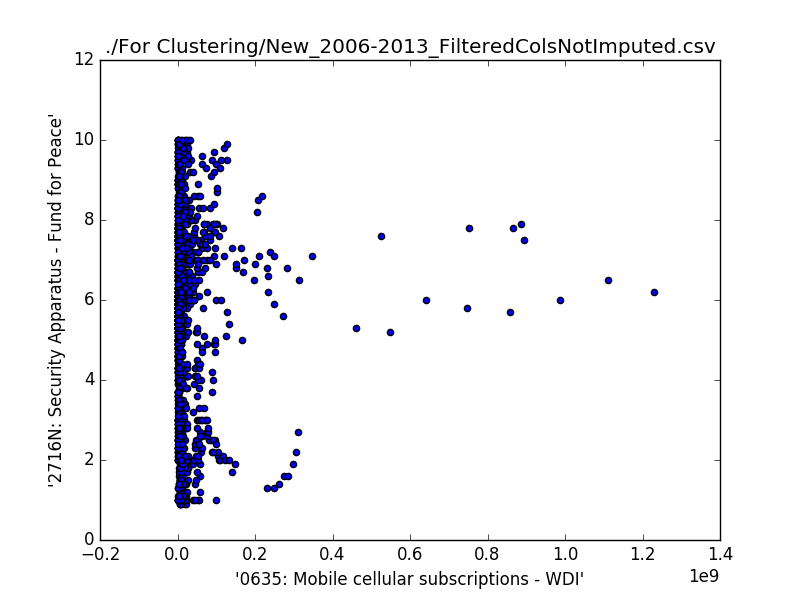 ./For Clustering/New_2006-2013_FilteredColsNotImputed.csv
12
10
8
6
4
2
0
'2716N: Security Apparatus - Fund for Peace'
−0.2 0.0 0.2 0.4 0.6 0.8 1.0 1.2 1.4
1e9
'0635: Mobile cellular subscriptions - WDI'